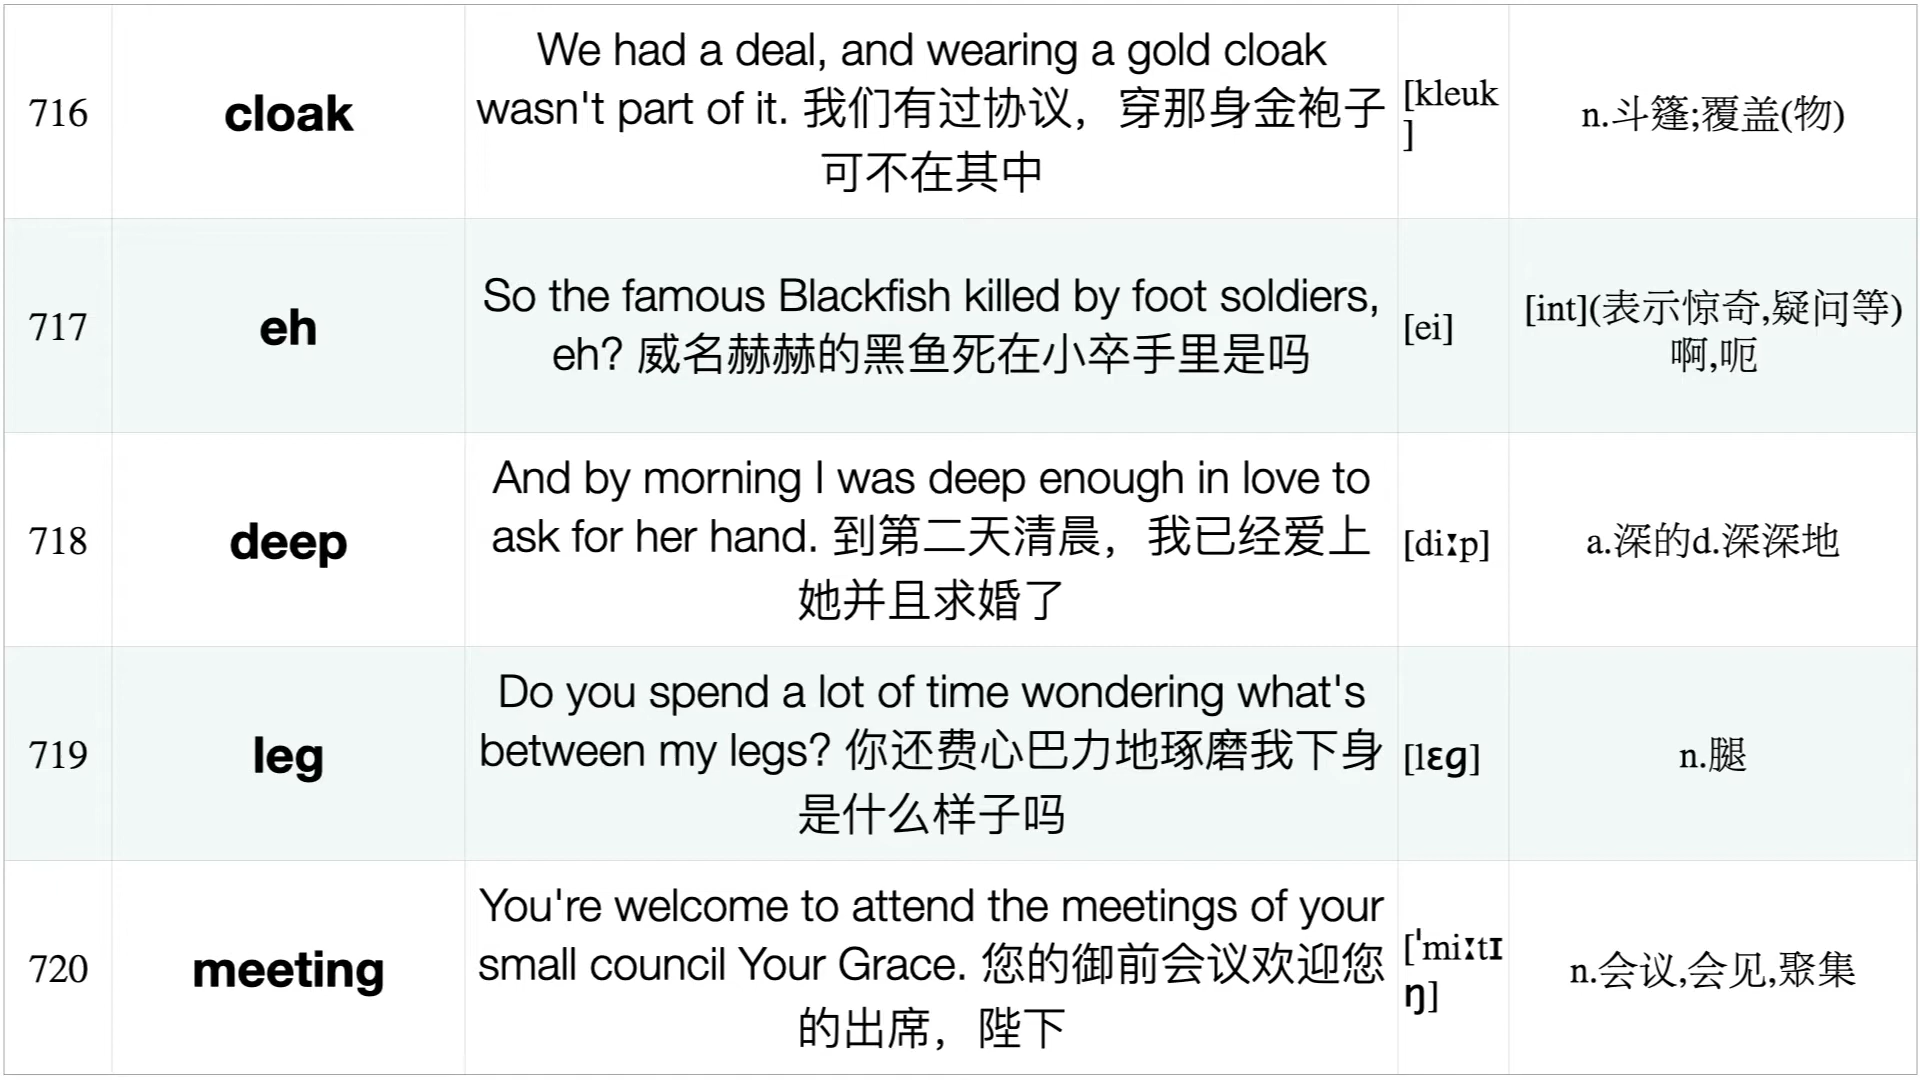 716
cloak
We had a deal, and wearing a gold cloak
wasn't part of it. 我们有过协议，穿那身金袍子
可不在其中
[kleuk
]
n.斗篷;覆盖(物)
717
eh
So the famous Blackfish killed by foot soldiers,
eh? 威名赫赫的黑鱼死在小卒手里是吗
[ei]
[int](表示惊奇,疑问等)
啊,呃
718
deep
And by morning I was deep enough in love to
ask for her hand. 到第二天清晨，我已经爱上
她并且求婚了
[diːp]
a.深的d.深深地
719
leg
Do you spend a lot of time wondering what's
between my legs? 你还费心巴力地琢磨我下身
是什么样子吗
[lɛɡ]
n.腿
720
meeting
You're welcome to attend the meetings of your
small council Your Grace. 您的御前会议欢迎您
的出席，陛下
[ˈmiːtɪ
ŋ]
n.会议,会见,聚集